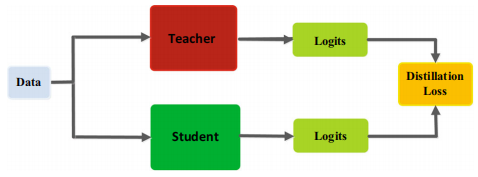 Data
Teacher
Logits
Distillation
Loss
Student
Logits